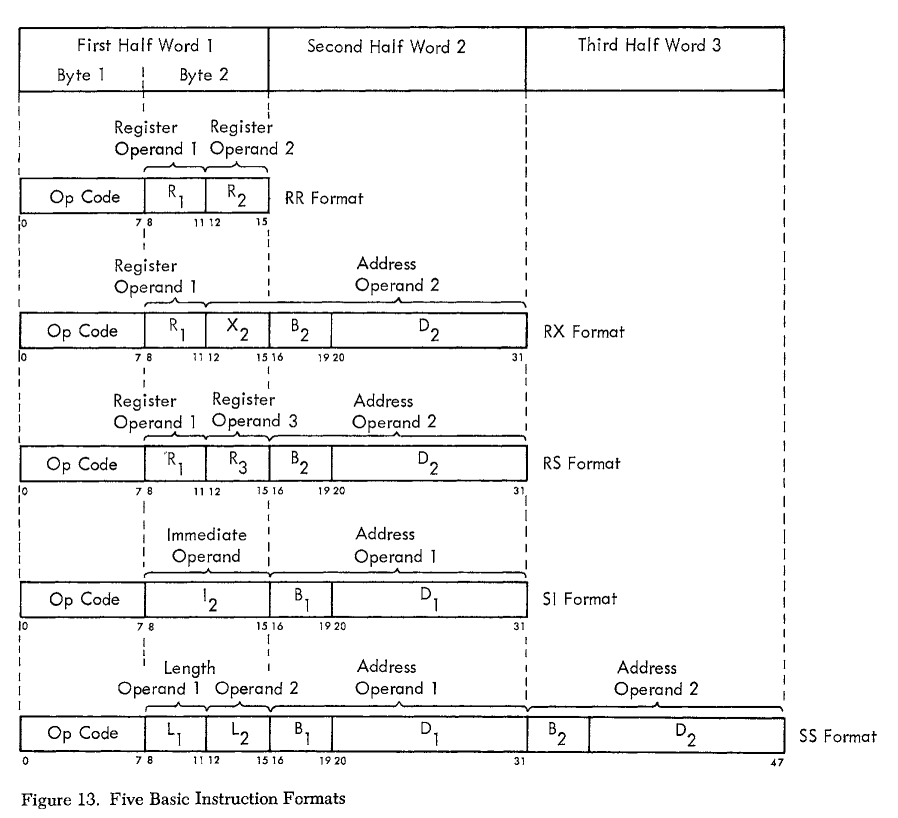 First Half Word 1 Second Half Word 2 Third Half Word 3
Byte 1 Byte 2
Register Register
Operand 1 Operand 2
Op Code R1 R2 RR Format
0 7 8 11 12 15
Register Address
Operand 1 Operand 2
Op Code R1 X2 B2 D2 RX Format
0 7 8 11 12 15 16 19 20 31
Register Register Address
Operand 1 Operand 3 Operand 2
Op Code R1 R3 B2 D2 RS Format
0 7 8 11 12 15 16 19 20 31
Immediate Address
Operand Operand 1
Op Code I2 B1 D1 SI Format
0 7 8 15 16 19 20 31
Length Address Address
Operand 1 Operand 2 Operand 1 Operand 2
Op Code L1 L2 B1 D1 B2 D2 SS Format
0 7 8 11 12 15 16 19 20 31 47
Figure 13. Five Basic Instruction Formats